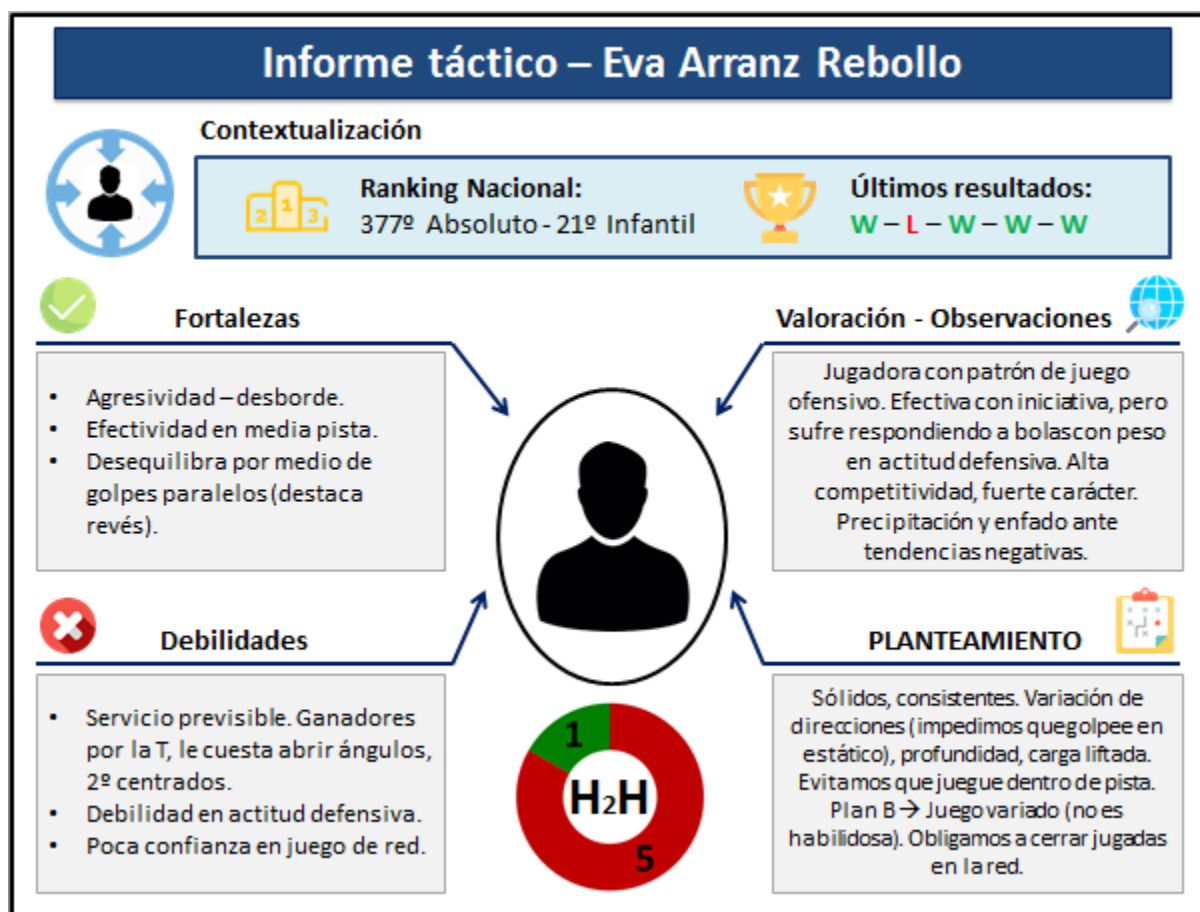 Informe táctico – Eva Arranz Rebollo
Contextualización
2 1 3
Ranking Nacional:
377º Absoluto - 21º Infantil
Últimos resultados:
W – L – W – W – W
Fortalezas
• Agresividad – desborde.
• Efectividad en media pista.
• Desequilibra por medio de
golpes paralelos (destaca
revés).
Valoración - Observaciones
Jugadora con patrón de juego
ofensivo. Efectiva con iniciativa, pero
sufre respondiendo a bolas con peso
en actitud defensiva. Alta
competitividad, fuerte carácter.
Precipitación y enfado ante
tendencias negativas.
Debilidades
• Servicio previsible. Ganadores
por la T, le cuesta abrir ángulos,
2º centrados.
• Debilidad en actitud defensiva.
• Poca confianza en juego de red.
1
H2H
5
PLANTEAMIENTO
Sólidos, consistentes. Variación de
direcciones (impedimos que golpee en
estático), profundidad, carga liftada.
Evitamos que juegue dentro de pista.
Plan B → Juego variado (no es
habilidosa). Obligamos a cerrar jugadas
en la red.